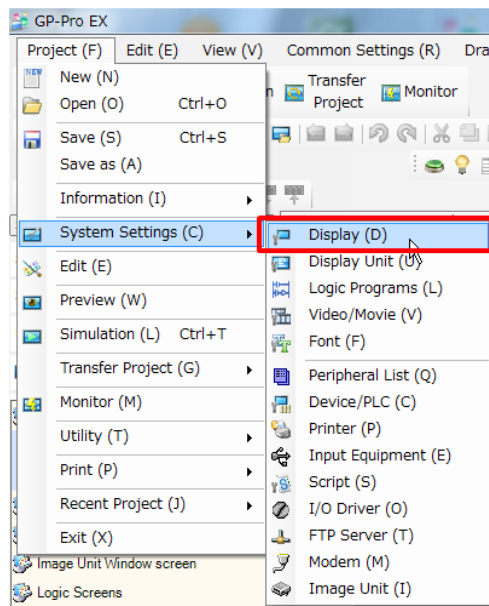 GP-Pro EX
Project (F) Edit (E) View (V) Common Settings (R) Dra
New (N)
Open (O) Ctrl+O
Save (S) Ctrl+S
Save as (A)
Information (I)
System Settings (C)
Edit (E)
Preview (W)
Simulation (L) Ctrl+T
Transfer Project (G)
Monitor (M)
Utility (T)
Print (P)
Recent Project (J)
Exit (X)
Transfer
Project
Monitor
Display (D)
Display Unit (U)
Logic Programs (L)
Video/Movie (V)
Font (F)
Peripheral List (Q)
Device/PLC (C)
Printer (P)
Input Equipment (E)
Script (S)
I/O Driver (O)
FTP Server (T)
Modem (M)
Image Unit (I)
Image Unit Window screen
Logic Screens